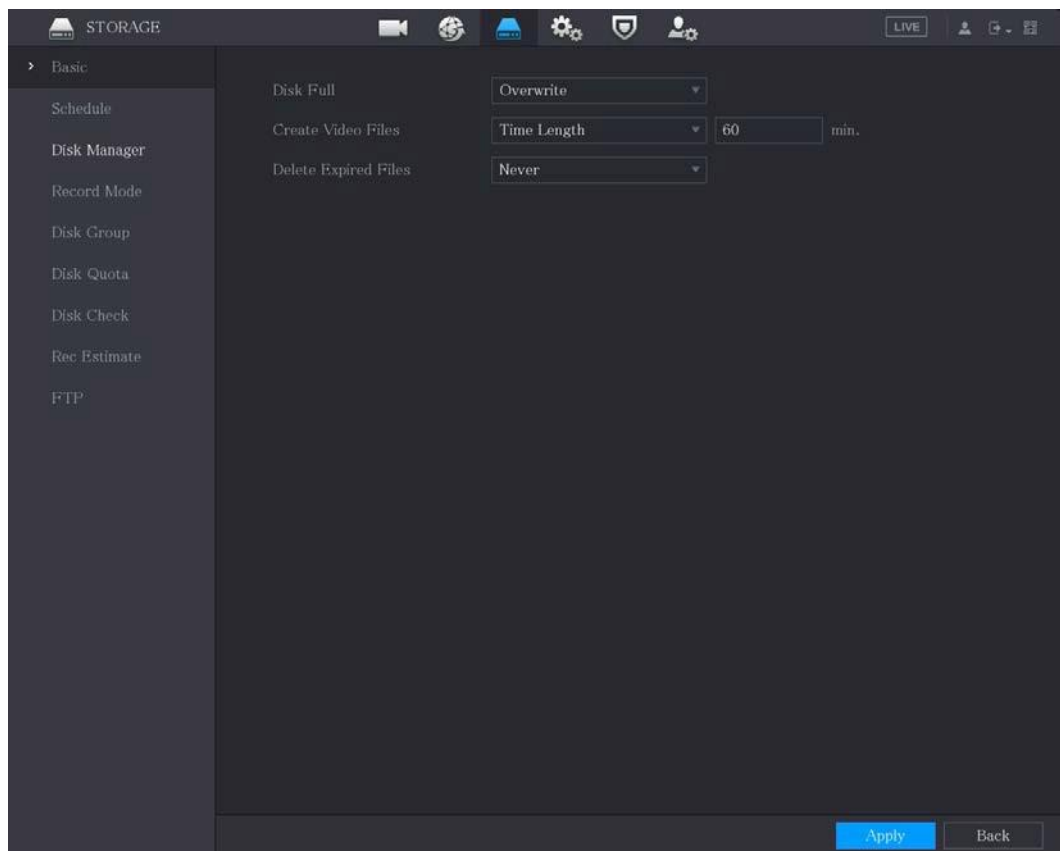 STORAGE LIVE
Basic
Schedule
Disk Manager
Record Mode
Disk Group
Disk Quota
Disk Check
Rec Estimate
FTP
Disk Full Overwrite
Create Video Files Time Length 60 min.
Delete Expired Files Never
Apply Back